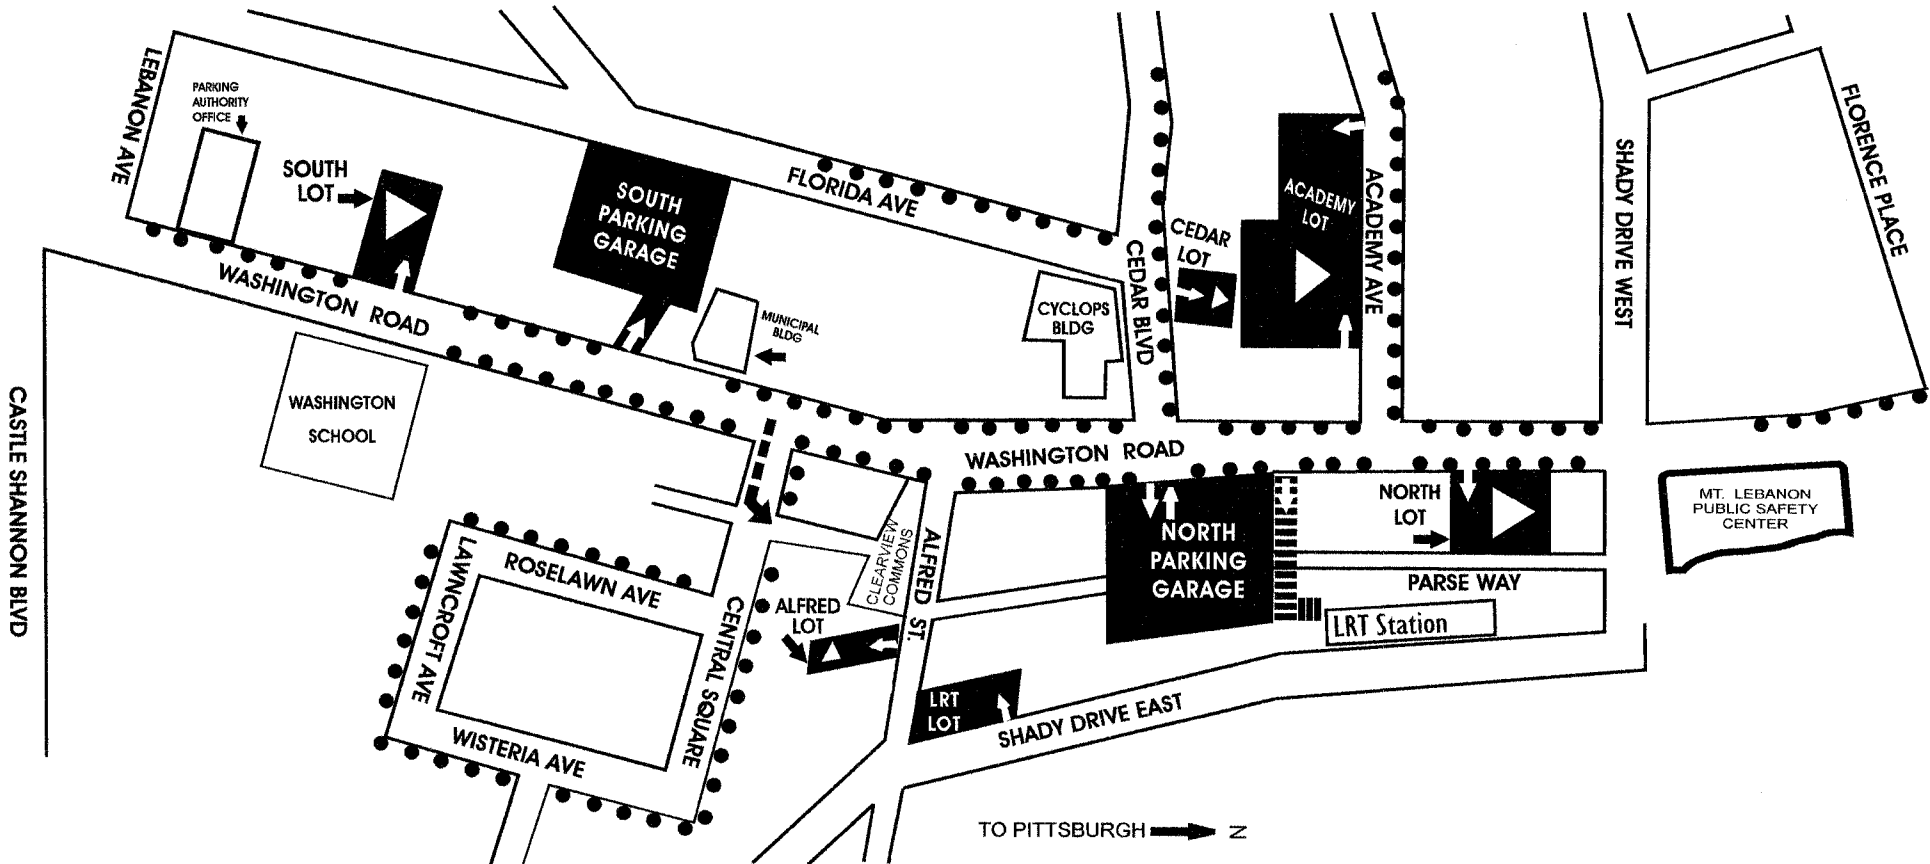 LEBANON AVE
PARKING
AUTHORITY
OFFICE
SOUTH
LOT
SOUTH
PARKING
GARAGE
FLORIDA AVE
WASHINGTON ROAD
MUNICIPAL
BLDG
CYCLOPS
BLDG
CEDAR BLVD
CEDAR
LOT
ACADEMY
LOT
ACADEMY AVE
SHADY DRIVE WEST
FLORENCE PLACE
CASTLE SHANNON BLVD
WASHINGTON
SCHOOL
WASHINGTON ROAD
NORTH
LOT
MT. LEBANON
PUBLIC SAFETY
CENTER
LAWNCROFT AVE
ROSELAWN AVE
WISTERIA AVE
CENTRAL SQUARE
CLEARVIEW
COMMONS
ALFRED ST.
ALFRED
LOT
NORTH
PARKING
GARAGE
PARSE WAY
LRT Station
LRT
LOT
SHADY DRIVE EAST
TO PITTSBURGH
N